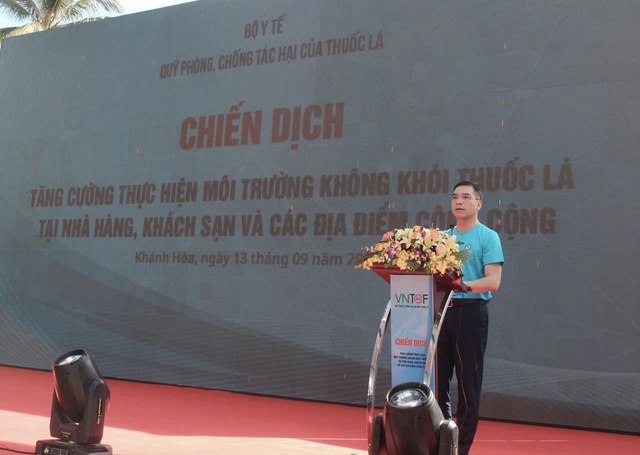 BỘ Y TẾ
QUỸ PHÒNG, CHỐNG TÁC HẠI CỦA THUỐC LÁ
CHIẾN DỊCH
TĂNG CƯỜNG THỰC HIỆN MÔI TRƯỜNG KHÔNG KHÓI THUỐC LÁ
TẠI NHÀ HÀNG, KHÁCH SẠN VÀ CÁC ĐỊA ĐIỂM CỘNG
Khánh Hòa, ngày 13 tháng 09 năm
VNTCF
CHIẾN DỊCH